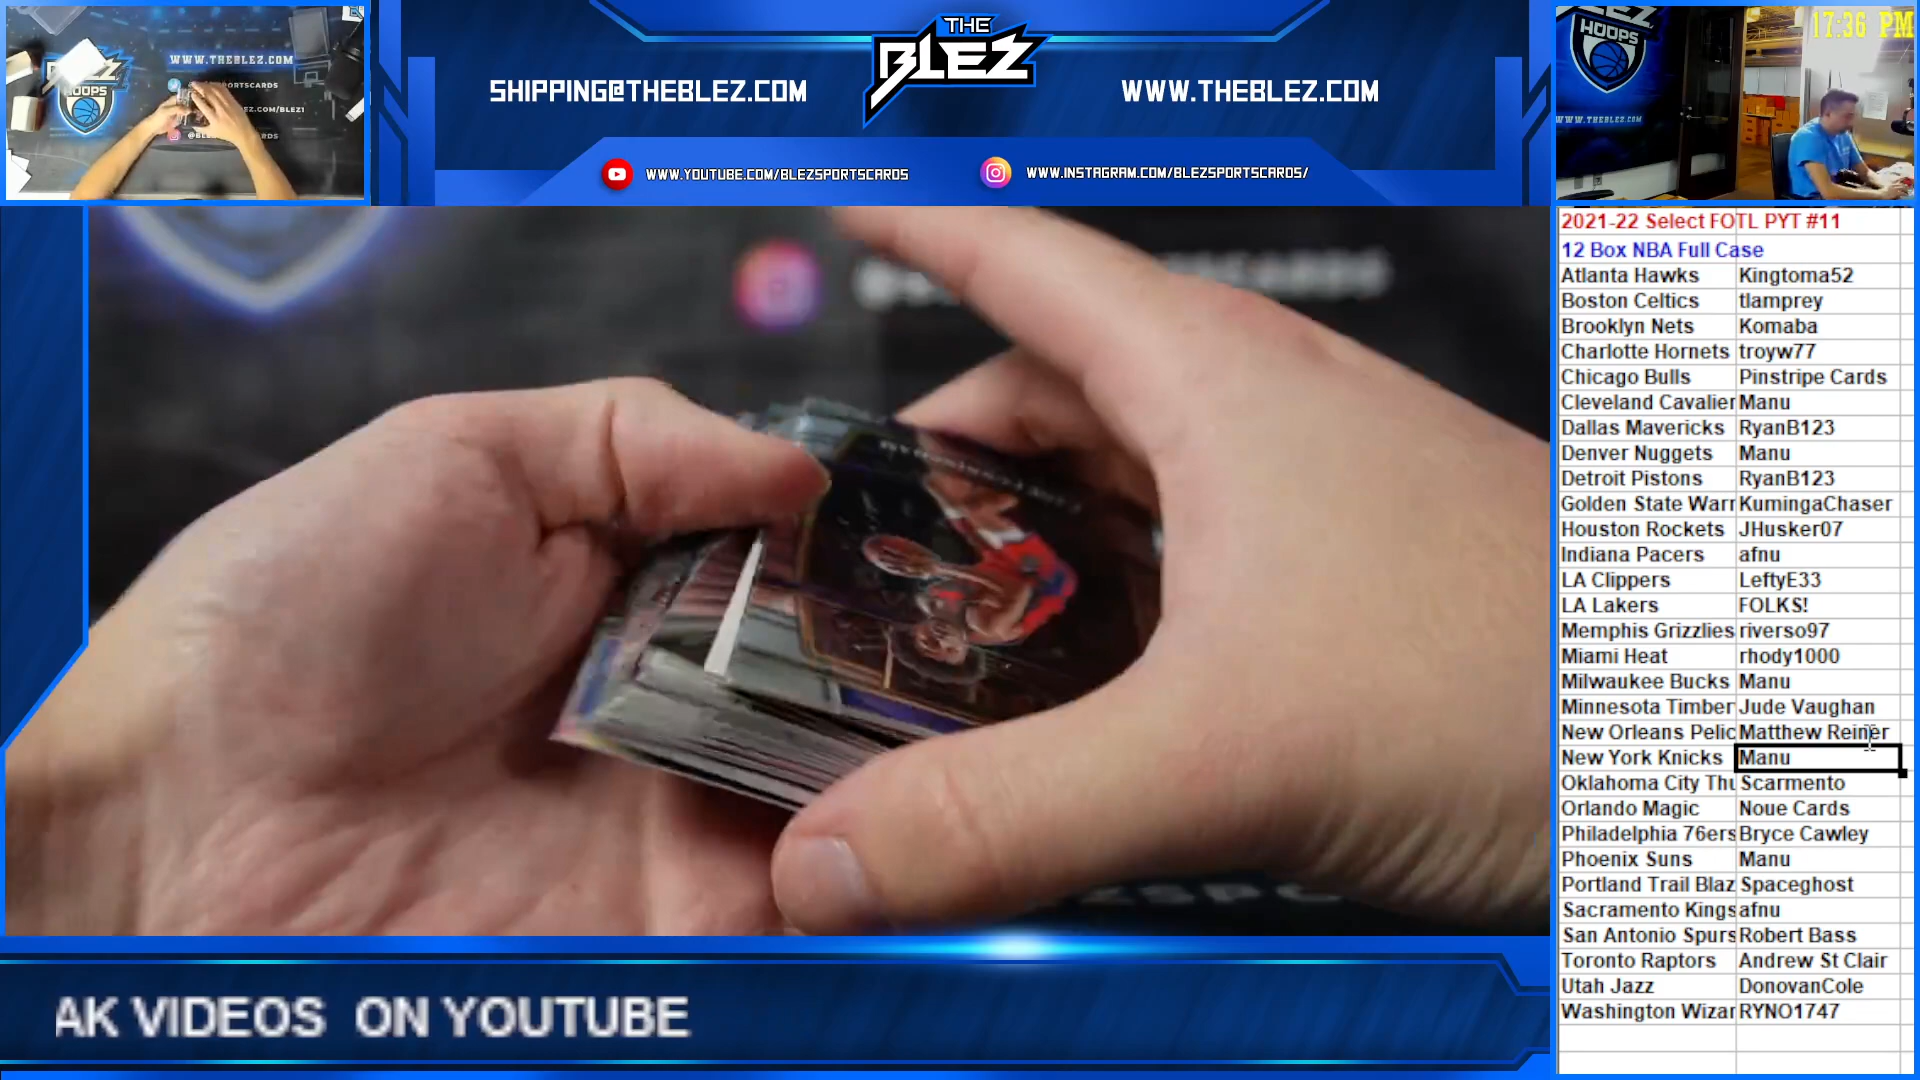 WWW.THEBLEZ.COM
HOOPS
THE
BLEZ
SHIPPING@THEBLEZ.COM
WWW.THEBLEZ.COM
WWW.YOUTUBE.COM/BLEZSPORTSCARDS
WWW.INSTAGRAM.COM/BLEZSPORTSCARDS/
HOOPS
WWW.THEBLEZ.COM
17:36 PM
2021-22 Select FOTL PYT #11
12 Box NBA Full Case
Atlanta Hawks Kingtoma52
Boston Celtics tlamprey
Brooklyn Nets Komaba
Charlotte Hornets troyw77
Chicago Bulls Pinstripe Cards
Cleveland Cavalier Manu
Dallas Mavericks RyanB123
Denver Nuggets Manu
Detroit Pistons RyanB123
Golden State Warr KumingaChaser
Houston Rockets JHusker07
Indiana Pacers afnu
LA Clippers LeftyE33
LA Lakers FOLKS!
Memphis Grizzlies riverso97
Miami Heat rhody1000
Milwaukee Bucks Manu
Minnesota Timber Jude Vaughan
New Orleans Pelic Matthew Reiner
New York Knicks Manu
Oklahoma City Thu Scarmento
Orlando Magic Noue Cards
Philadelphia 76ers Bryce Cawley
Phoenix Suns Manu
Portland Trail Blaz Spaceghost
Sacramento Kings afnu
San Antonio Spurs Robert Bass
Toronto Raptors Andrew St Clair
Utah Jazz DonovanCole
Washington Wizar RYNO1747
AK VIDEOS ON YOUTUBE